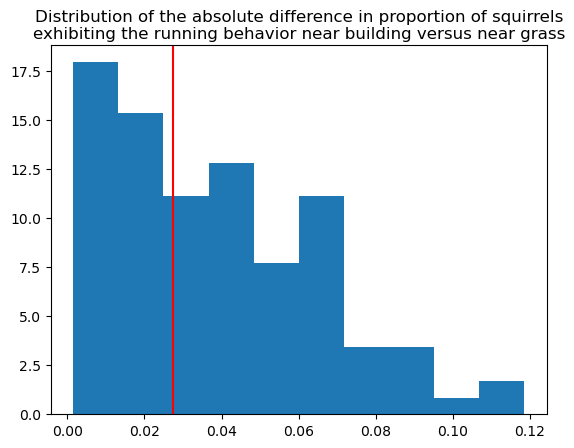 Distribution of the absolute difference in proportion of squirrels
exhibiting the running behavior near building versus near grass
17.5
15.0
12.5
10.0
7.5
5.0
2.5
0.0
0.00 0.02 0.04 0.06 0.08 0.10 0.12